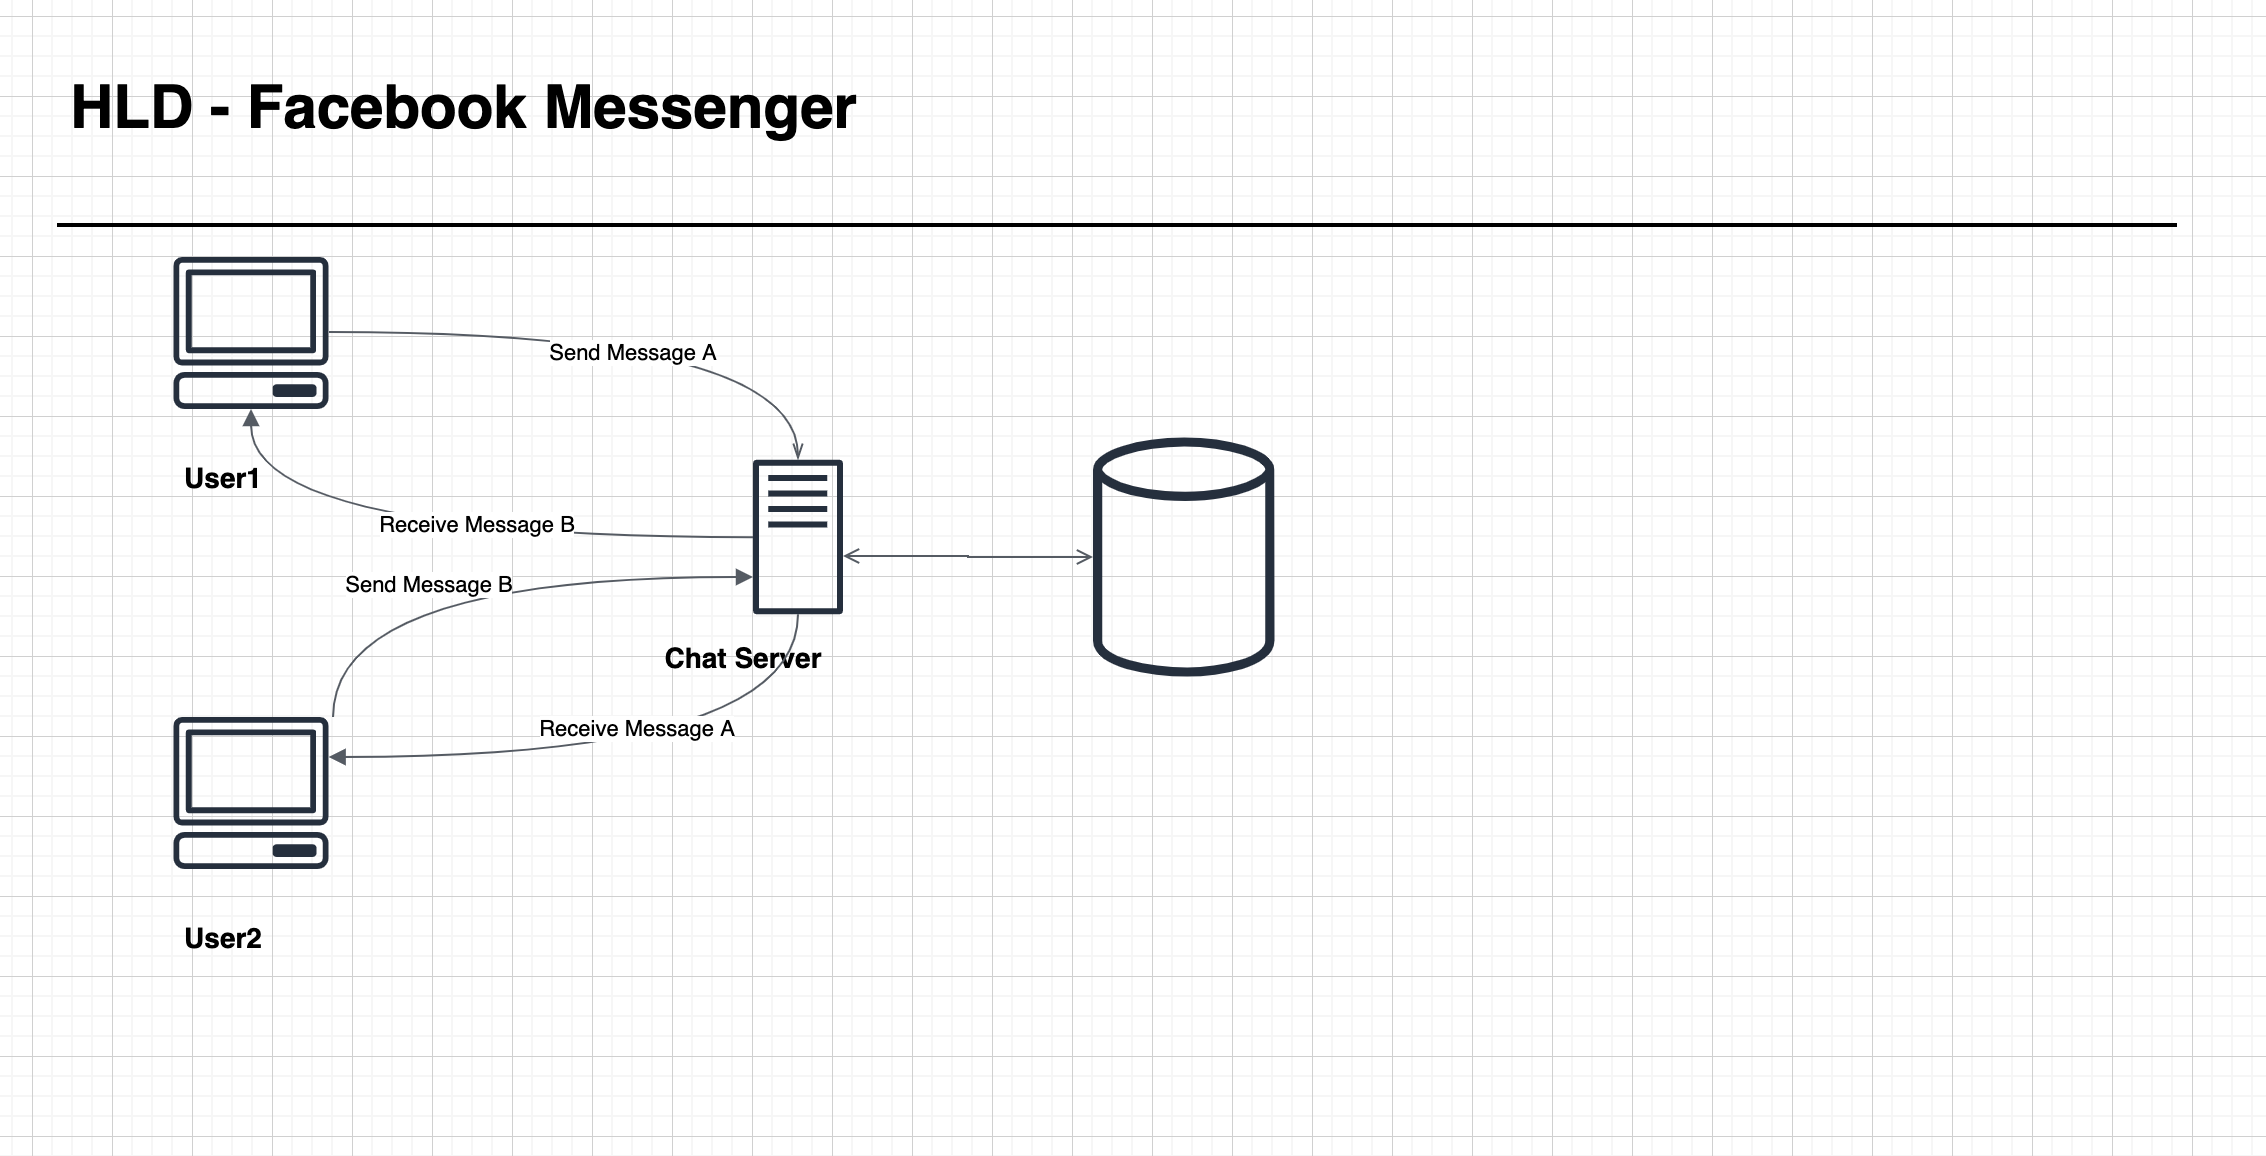 HLD - Facebook Messenger
Send Message A
User1
Receive Message B
Send Message B
Chat Server
Receive Message A
User2